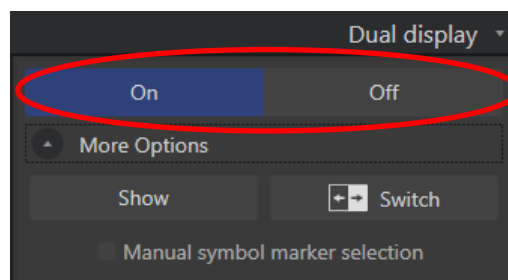 Dual display
On Off
More Options
Show Switch
Manual symbol marker selection